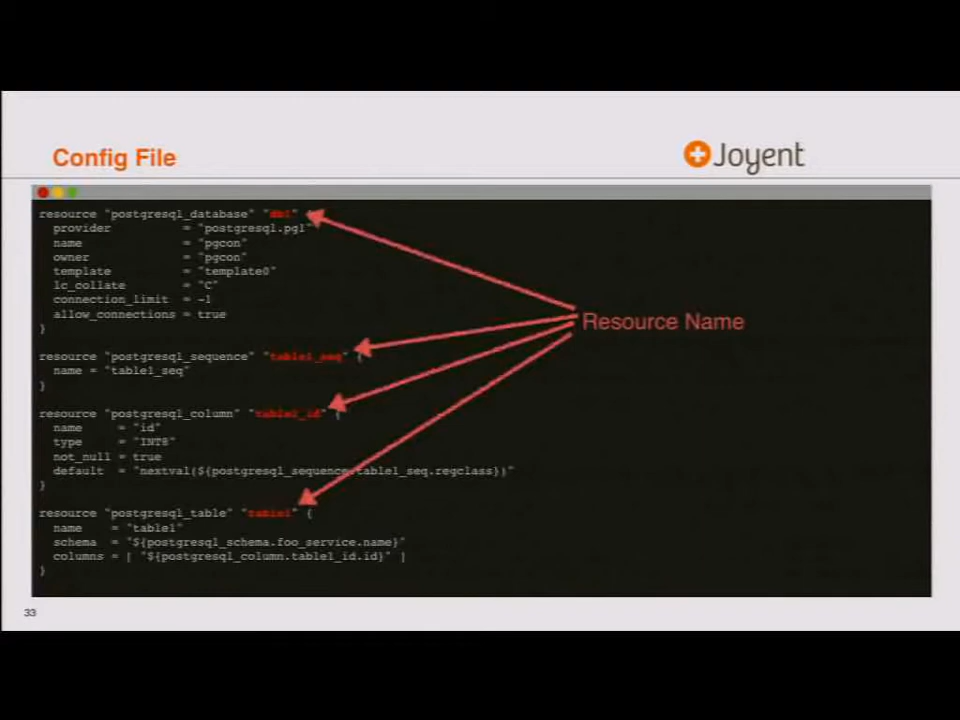 Config File
Joyent
resource "postgresql_database" "db1" {
provider = "postgresql.pg1"
name = "pgcon"
owner = "pgcon"
template = "template0"
lc_collate = "C"
connection_limit = -1
allow_connections = true
}
Resource Name
resource "postgresql_sequence" "table1_seq" {
name = "table1_seq"
}
resource "postgresql_column" "table1_id" {
name = "id"
type = "INT8"
not_null = true
default = "nextval(${postgresql_sequence.table1_seq.regclass})"
}
resource "postgresql_table" "table1" {
name = "table1"
schema = "${postgresql_schema.foo_service.name}"
columns = [ "${postgresql_column.table1_id.id}" ]
}
33